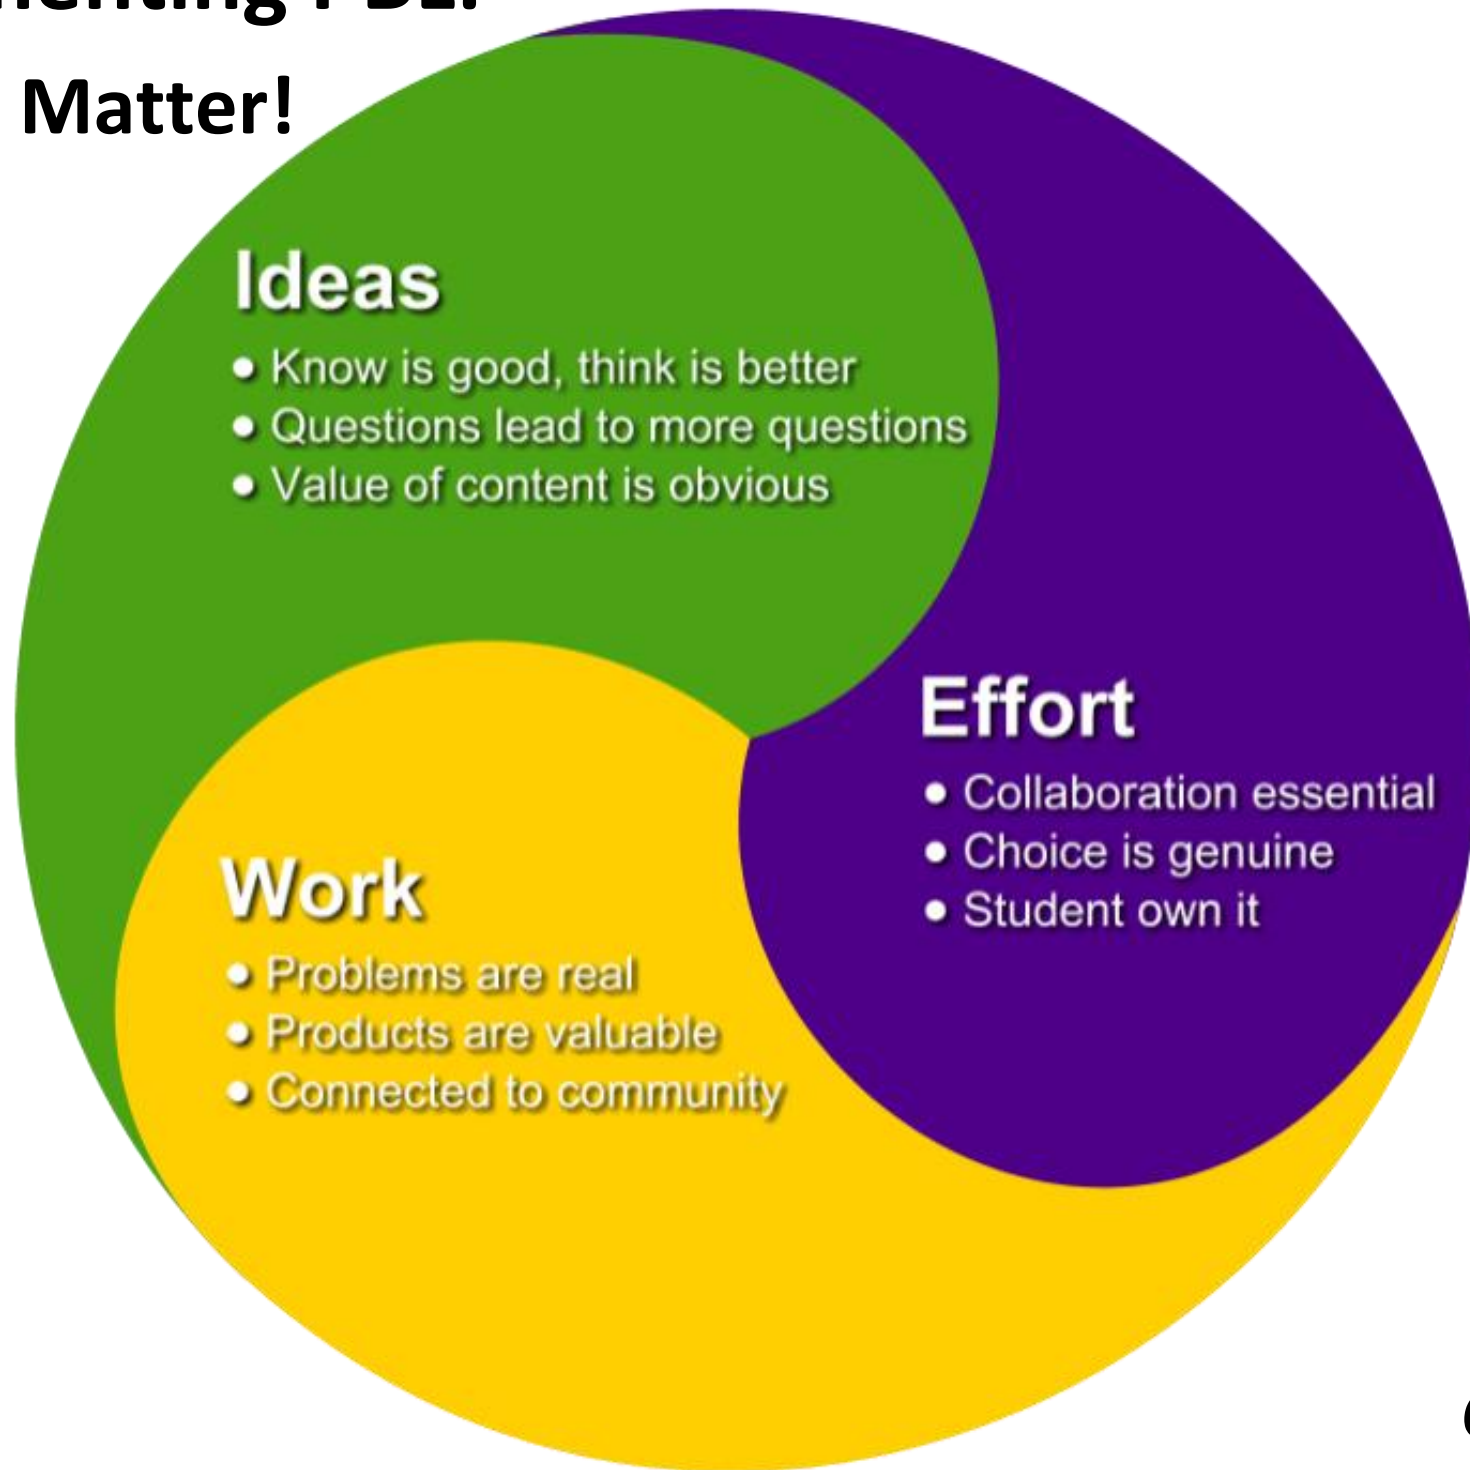 PBL:
Matter!
Ideas
• Know is good, think is better
• Questions lead to more questions
• Value of content is obvious
Effort
• Collaboration essential
• Choice is genuine
• Student own it
Work
• Problems are real
• Products are valuable
• Connected to community